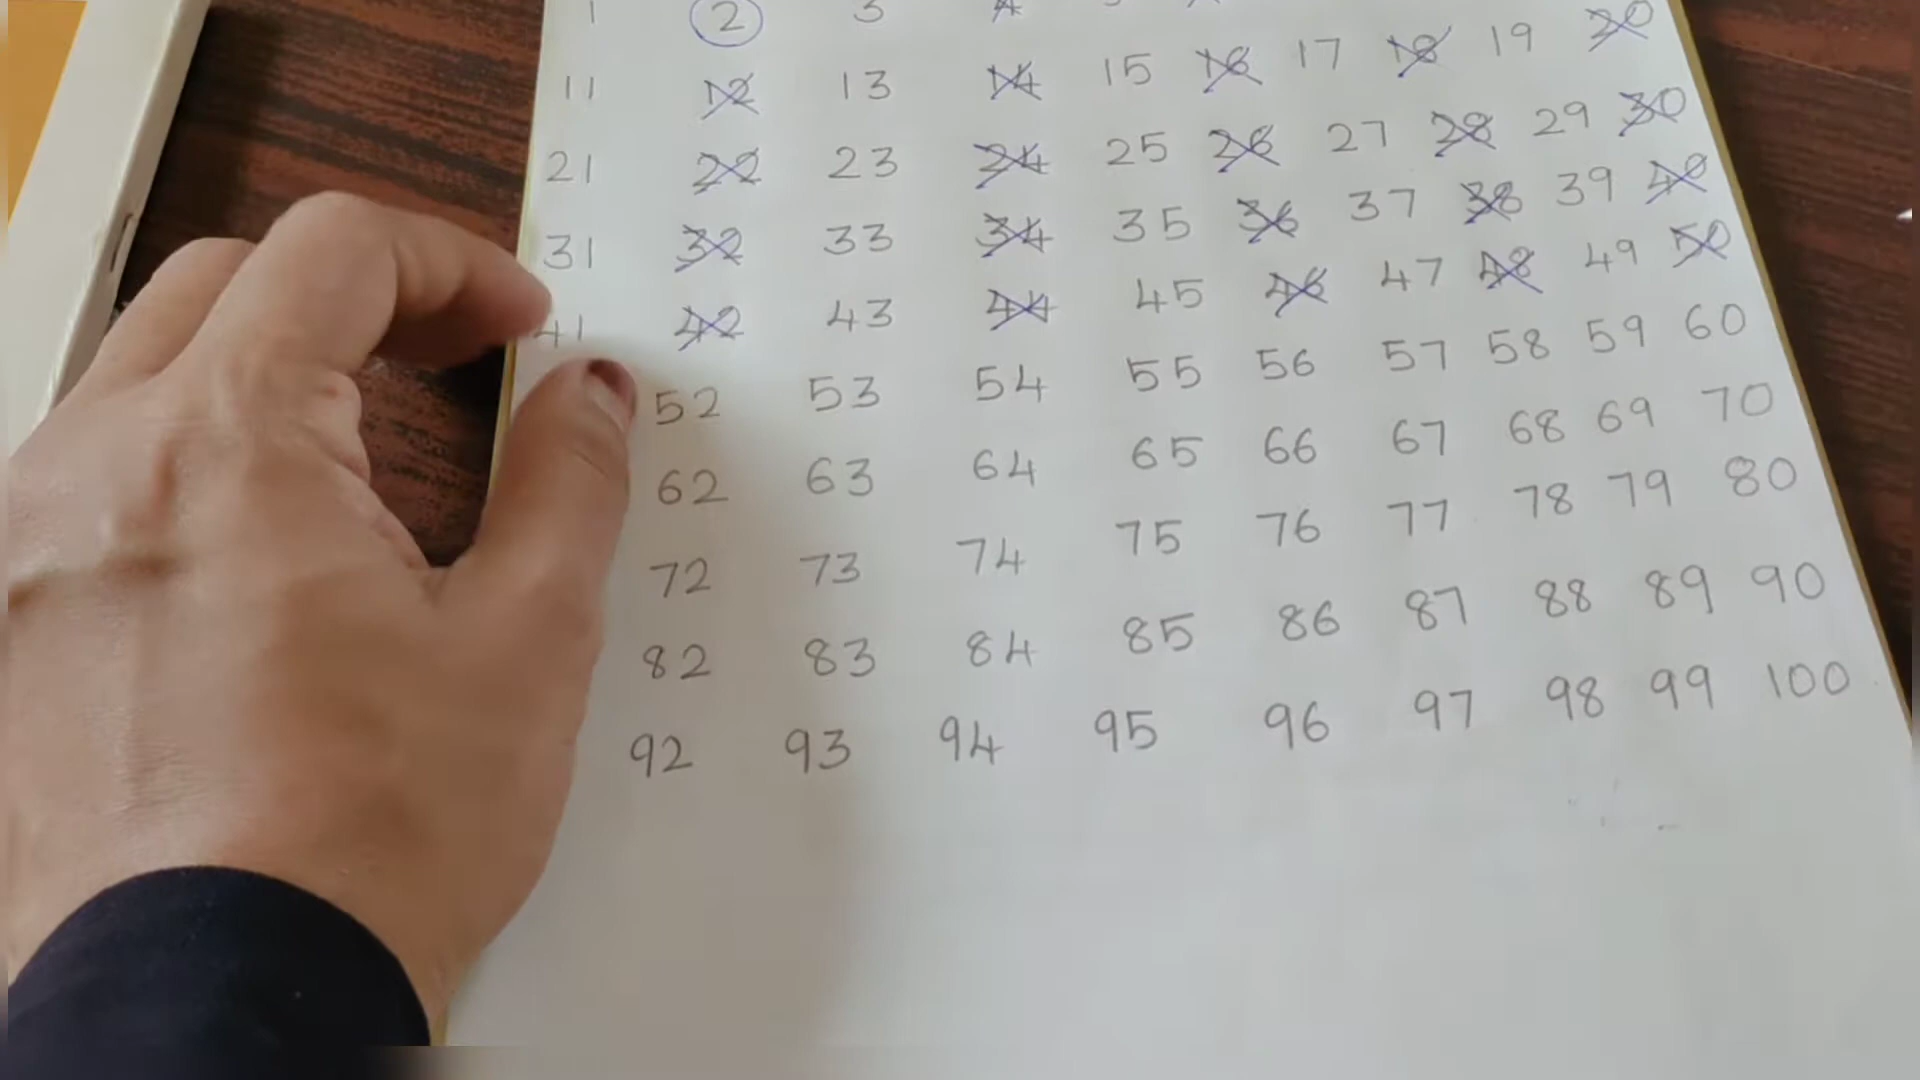 1 2 3 4
11 12 13 14 15 16 17 18 19 20
21 22 23 24 25 26 27 28 29 30
31 32 33 34 35 36 37 38 39 40
41 42 43 44 45 46 47 48 49 50
52 53 54 55 56 57 58 59 60
62 63 64 65 66 67 68 69 70
72 73 74 75 76 77 78 79 80
82 83 84 85 86 87 88 89 90
92 93 94 95 96 97 98 99 100